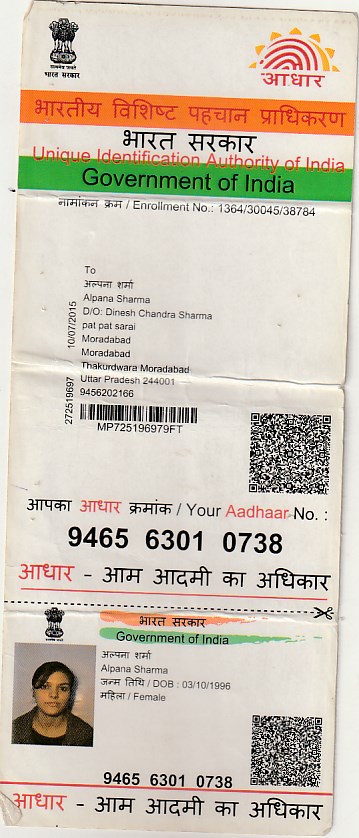 भारत सरकार
आधार
भारतीय विशिष्ट पहचान प्राधिकरण
भारत सरकार
Unique Identification Authority of India
Government of India
नामांकन क्रम / Enrollment No.: 1364/30045/38784
To
अल्पना शर्मा
Alpana Sharma
D/O: Dinesh Chandra Sharma
pat pat sarai
Moradabad
Moradabad
Thakurdwara Moradabad
Uttar Pradesh 244001
9456202166
272519697 10/07/2015
MP725196979FT
आपका आधार क्रमांक / Your Aadhaar No. :
9465 6301 0738
आधार - आम आदमी का अधिकार
भारत सरकार
Government of India
अल्पना शर्मा
Alpana Sharma
जन्म तिथि / DOB : 03/10/1996
महिला / Female
9465 6301 0738
आधार - आम आदमी का अधिकार